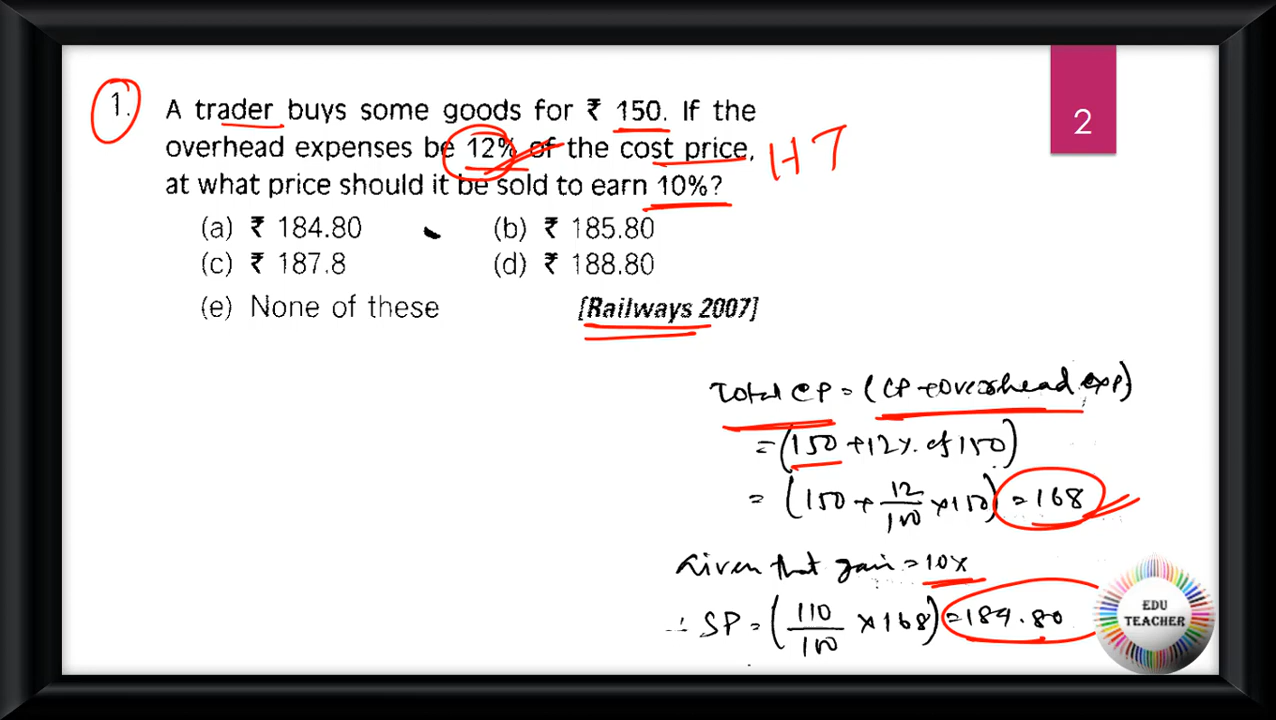 2
1.
A trader buys some goods for ₹ 150. If the
overhead expenses be 12% of the cost price,
at what price should it be sold to earn 10%?
HT
(a) ₹ 184.80 (b) ₹ 185.80
(c) ₹ 187.8 (d) ₹ 188.80
(e) None of these [Railways 2007]
Total CP = (CP + Overhead exp)
= (150 + 12%. of 150)
= (150 + 12/100 × 150) = 168
Given that gain = 10%
∴ SP = (110/100 × 168) = 184.80
EDU
TEACHER